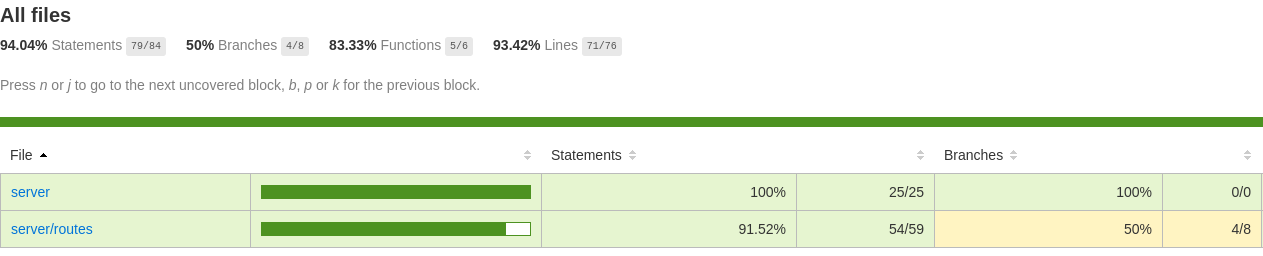 All files
94.04% Statements 79/84 50% Branches 4/8 83.33% Functions 5/6 93.42% Lines 71/76
Press n or j to go to the next uncovered block, b, p or k for the previous block.
File Statements Branches
server 100% 25/25 100% 0/0
server/routes 91.52% 54/59 50% 4/8